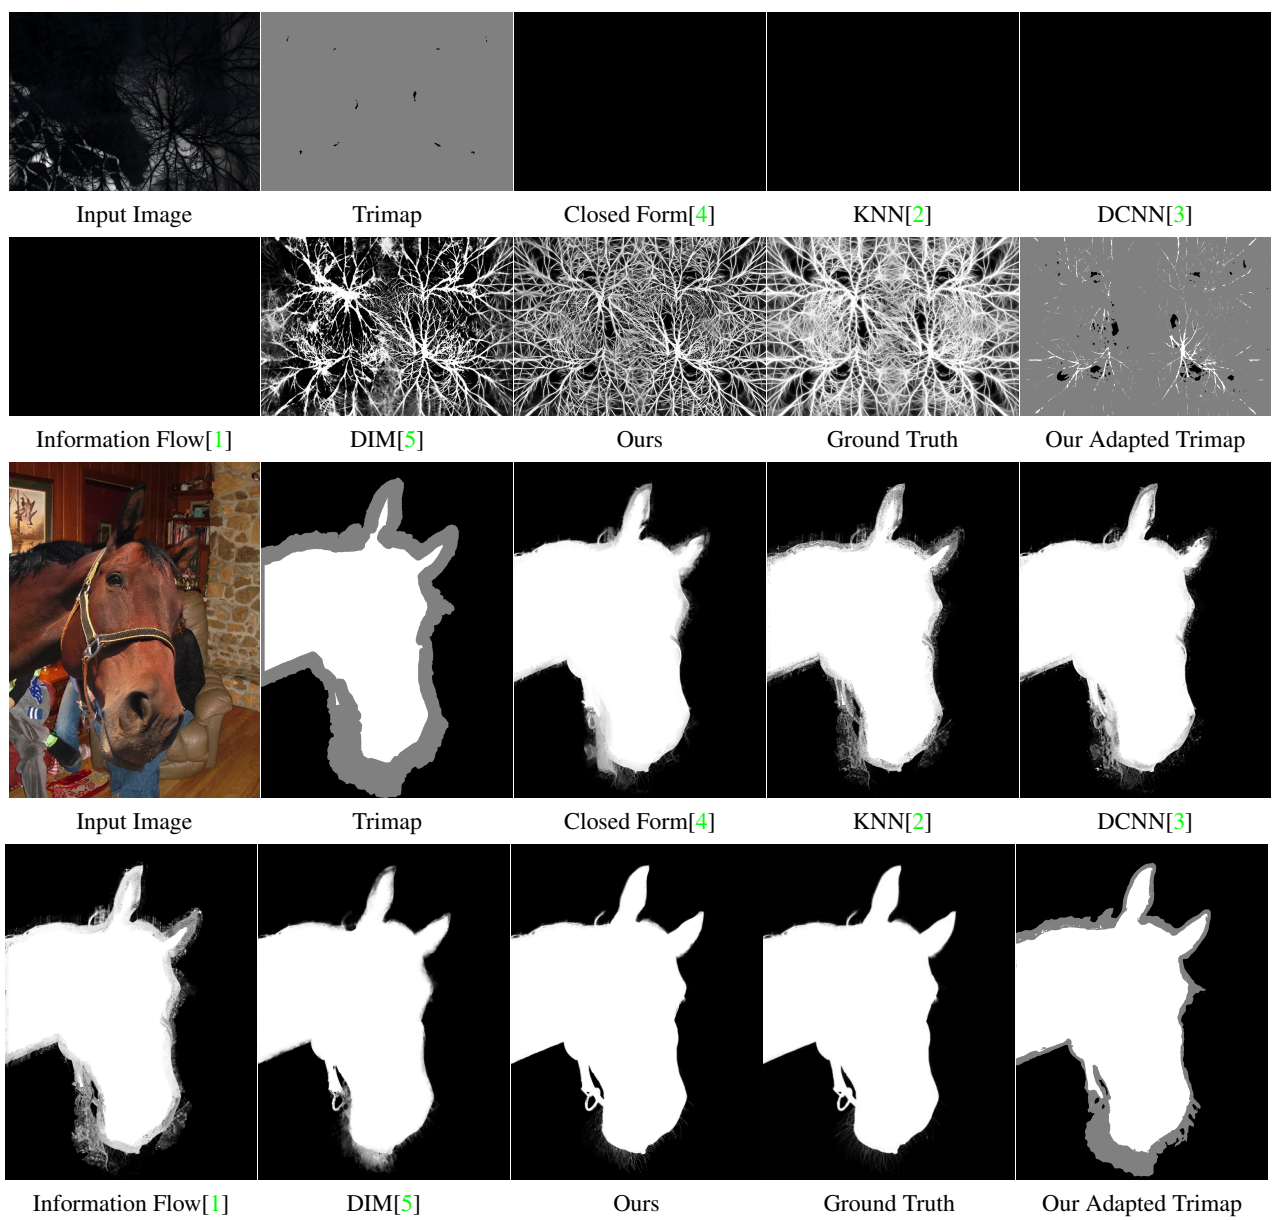 Input Image Trimap Closed Form[4] KNN[2] DCNN[3]
Information Flow[1] DIM[5] Ours Ground Truth Our Adapted Trimap
Input Image Trimap Closed Form[4] KNN[2] DCNN[3]
Information Flow[1] DIM[5] Ours Ground Truth Our Adapted Trimap